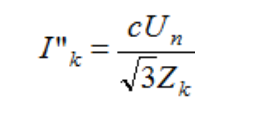 I"ₖ = cUₙ / √3Zₖ